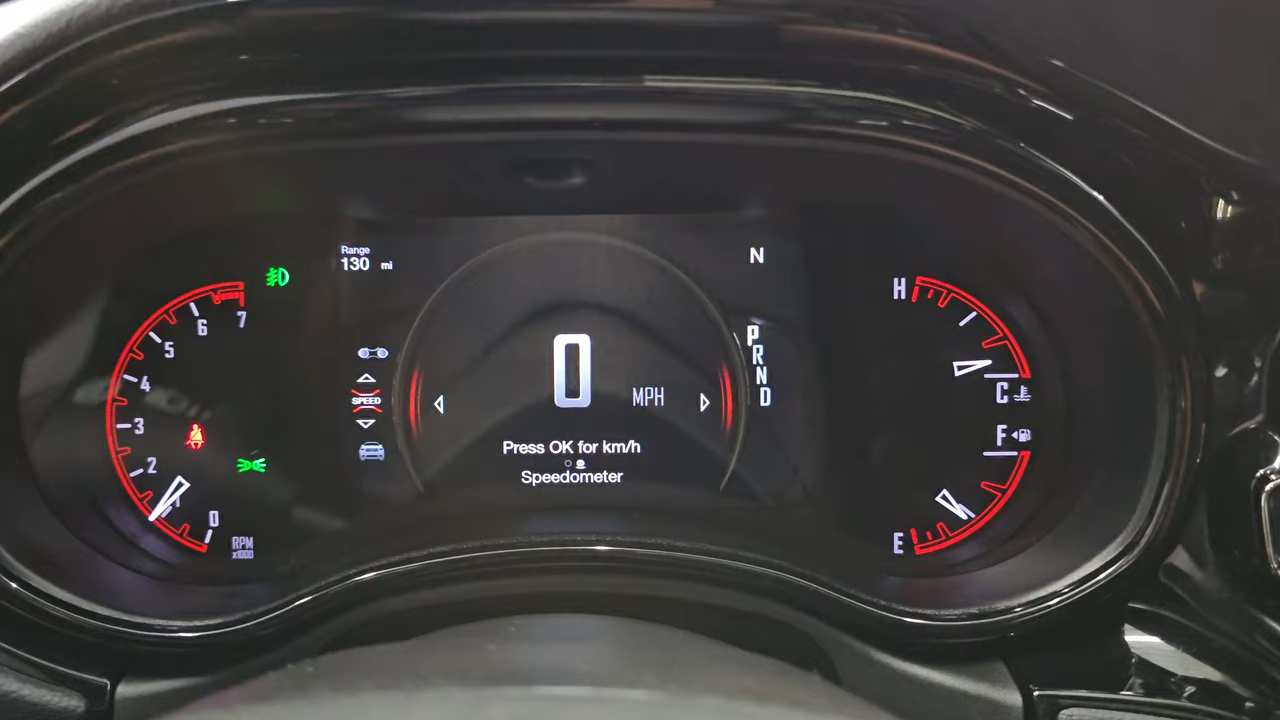 Range
130 mi
N
7
6
5
4
3
2
1
0
RPM
x1000
SPEED
0
MPH
Press OK for km/h
Speedometer
P
R
N
D
H
C
F
E